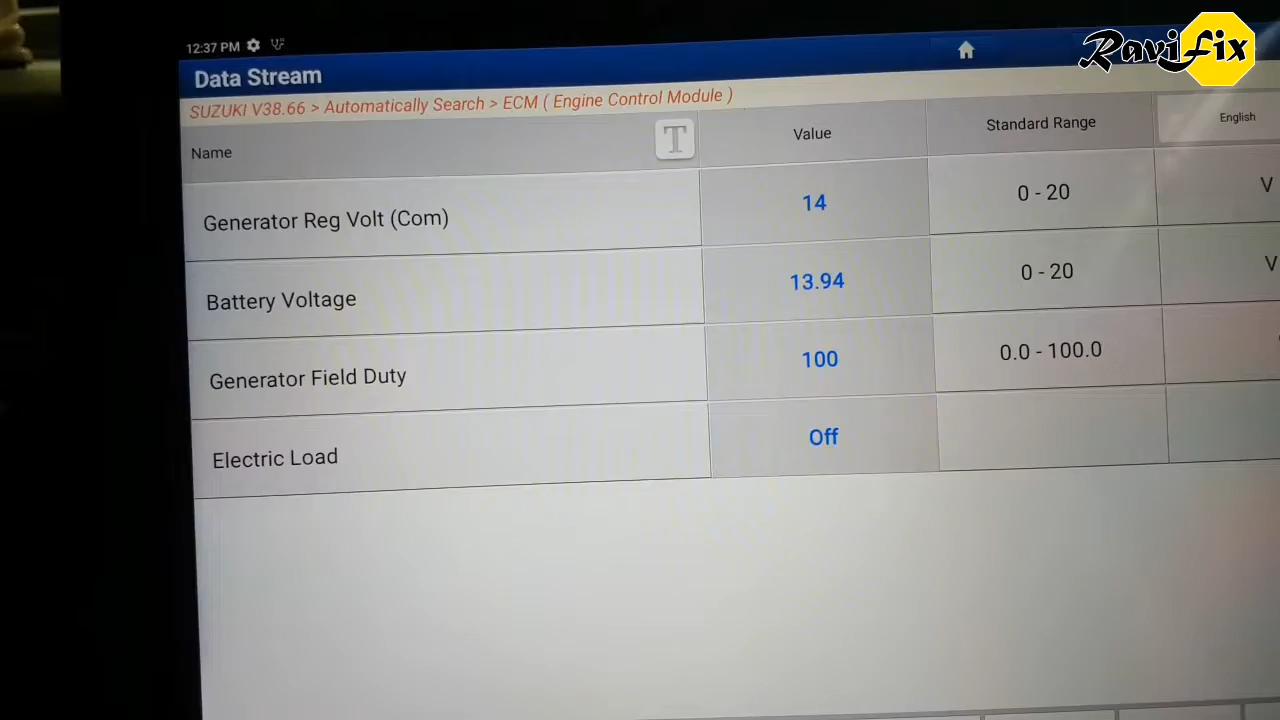 RaviFix
12:37 PM
Data Stream
SUZUKI V38.66 > Automatically Search > ECM ( Engine Control Module )
Name T Value Standard Range English
Generator Reg Volt (Com) 14 0 - 20 V
Battery Voltage 13.94 0 - 20 V
Generator Field Duty 100 0.0 - 100.0
Electric Load Off